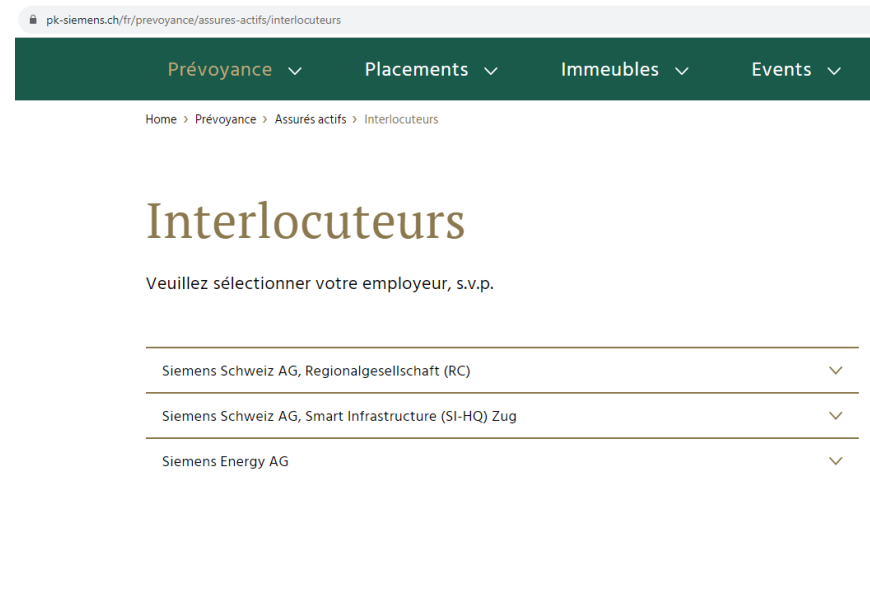 pk-siemens.ch/fr/prevoyance/assures-actifs/interlocuteurs
Prévoyance Placements Immeubles Events
Home > Prévoyance > Assurés actifs > Interlocuteurs
Interlocuteurs
Veuillez sélectionner votre employeur, s.v.p.
Siemens Schweiz AG, Regionalgesellschaft (RC)
Siemens Schweiz AG, Smart Infrastructure (SI-HQ) Zug
Siemens Energy AG